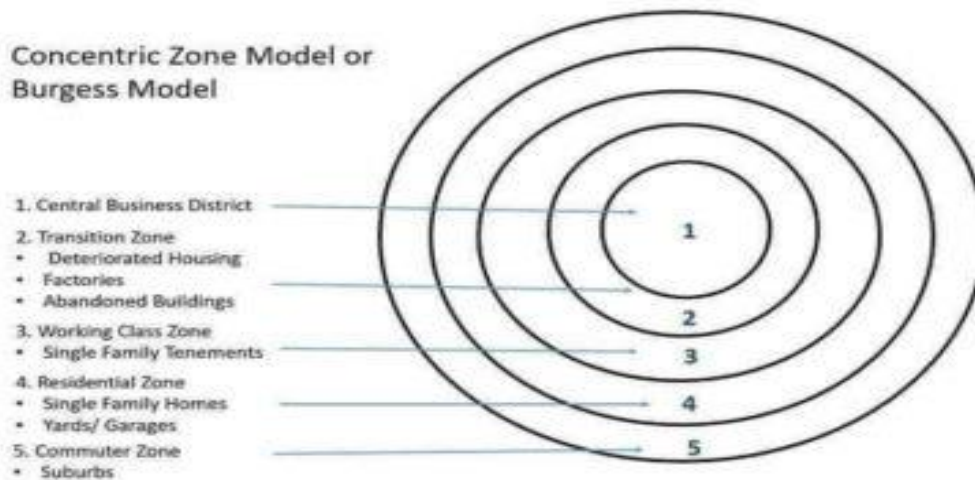 Concentric Zone Model or
Burgess Model
1. Central Business District
2. Transition Zone
• Deteriorated Housing
• Factories
• Abandoned Buildings
3. Working Class Zone
• Single Family Tenements
4. Residential Zone
• Single Family Homes
• Yards/ Garages
5. Commuter Zone
• Suburbs
1
2
3
4
5